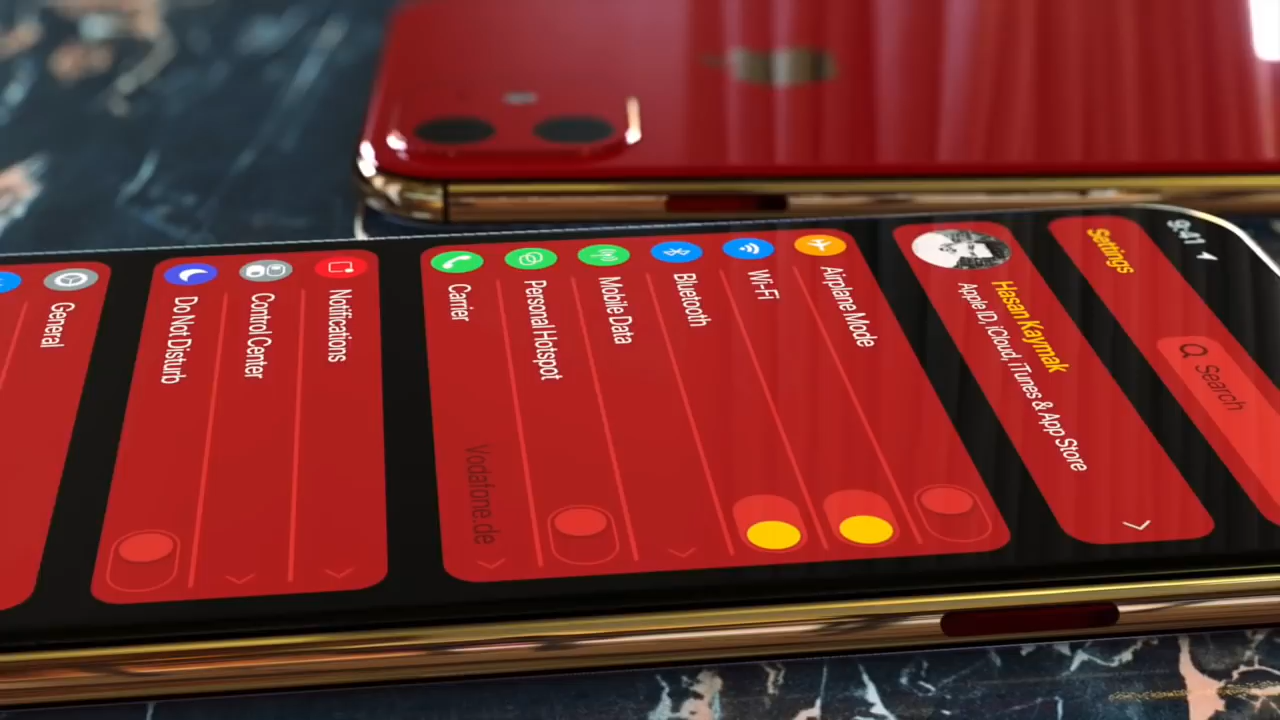 9:41
Settings
Search
Hasan Kaymak
Apple ID, iCloud, iTunes & App Store
Airplane Mode
Wi-Fi
Bluetooth
Mobile Data
Personal Hotspot
Carrier
Vodafone.de
Notifications
Control Center
Do Not Disturb
General